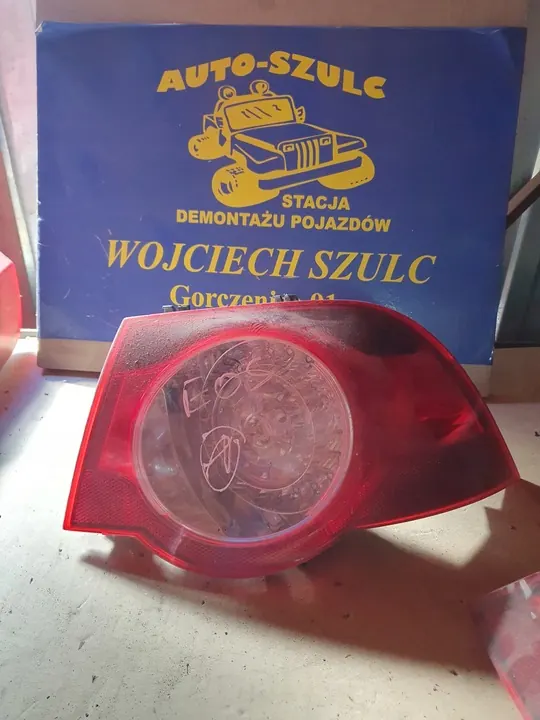 AUTO-SZULC
STACJA
DEMONTAŻU POJAZDÓW
WOJCIECH SZULC